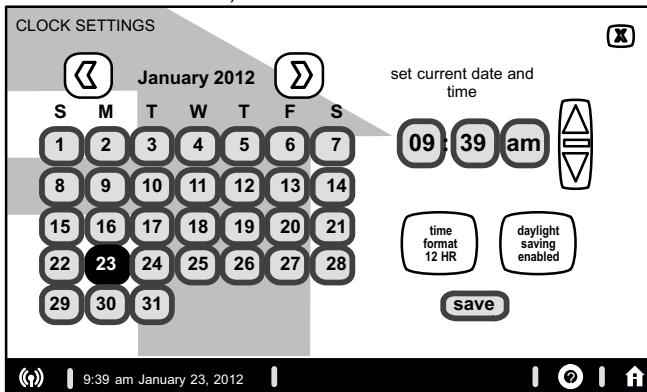 CLOCK SETTINGS
X
January 2012
S M T W T F S
1 2 3 4 5 6 7
8 9 10 11 12 13 14
15 16 17 18 19 20 21
22 23 24 25 26 27 28
29 30 31
set current date and
time
09 : 39 am
time
format
12 HR
daylight
saving
enabled
save
9:39 am January 23, 2012
?